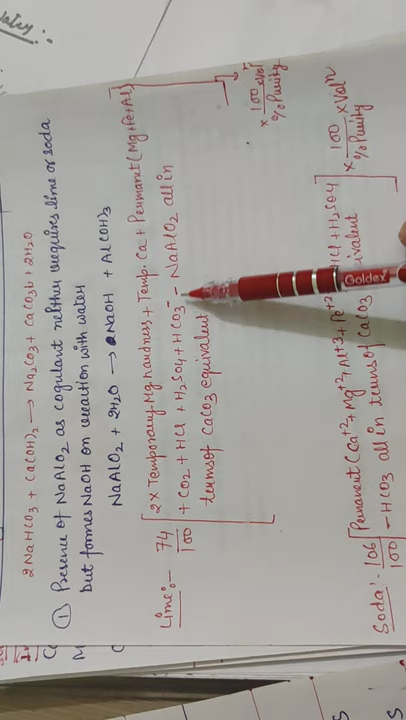 2NaHCO3 + Ca(OH)2 → Na2CO3 + CaCO3↓ + 2H2O
① Presence of NaAlO2 as cogulant neither requires lime or soda
but formes NaOH on reaction with water
NaAlO2 + 2H2O → NaOH + Al(OH)3
Lime:- 74/100 [2 x Temporary Mg hardness + Temp. Ca + Permanent (Mg+Fe+Al)
+ CO2 + HCl + H2SO4 + HCO3- - NaAlO2 all in
terms of CaCO3 equivalent] x 100/% Purity x Vol
Soda:- 106/100 [Permanent (Ca+2 + Mg+2 + Al+3 + Fe+2 HCl + H2SO4
- HCO3 all in terms of CaCO3 ivalent] x 100/% Purity x Vol^m
Goldex